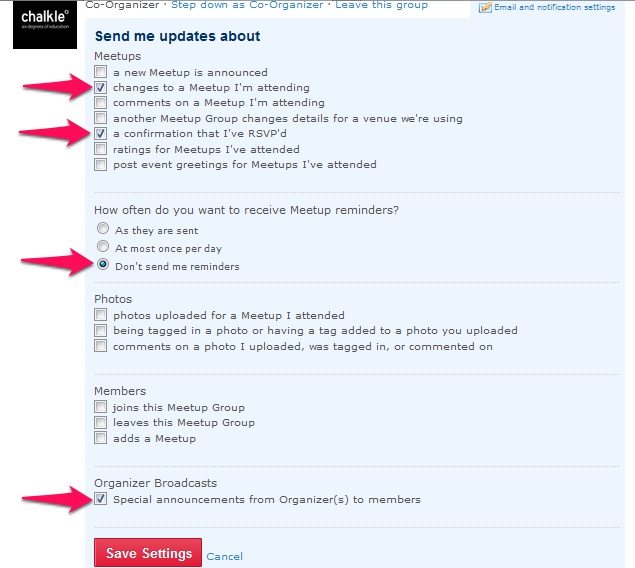 chalkle°
six degrees of education
Co-Organizer · Step down as Co-Organizer · Leave this group
Email and notification settings
Send me updates about
Meetups
a new Meetup is announced
changes to a Meetup I'm attending
comments on a Meetup I'm attending
another Meetup Group changes details for a venue we're using
a confirmation that I've RSVP'd
ratings for Meetups I've attended
post event greetings for Meetups I've attended
How often do you want to receive Meetup reminders?
As they are sent
At most once per day
Don't send me reminders
Photos
photos uploaded for a Meetup I attended
being tagged in a photo or having a tag added to a photo you uploaded
comments on a photo I uploaded, was tagged in, or commented on
Members
joins this Meetup Group
leaves this Meetup Group
adds a Meetup
Organizer Broadcasts
Special announcements from Organizer(s) to members
Save Settings Cancel